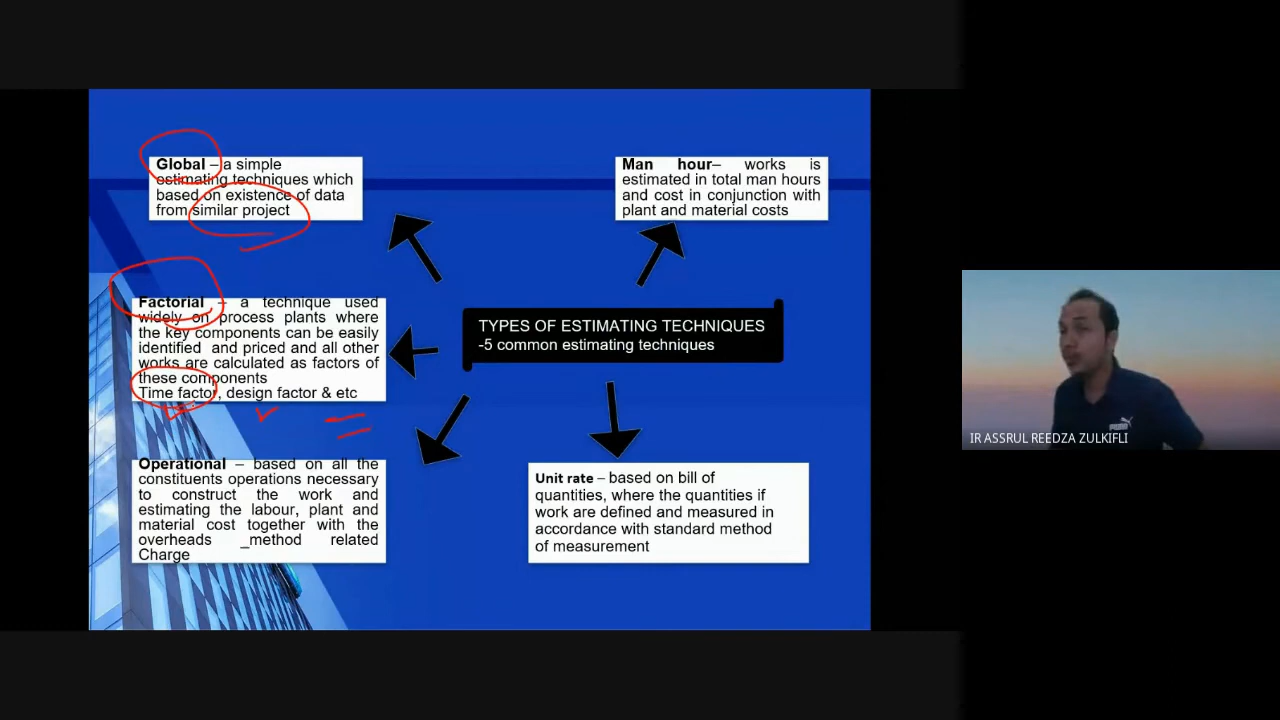 Global – a simple
estimating techniques which
based on existence of data
from similar project
Man hour– works is
estimated in total man hours
and cost in conjunction with
plant and material costs
Factorial – a technique used
widely on process plants where
the key components can be easily
identified and priced and all other
works are calculated as factors of
these components
Time factor, design factor & etc
TYPES OF ESTIMATING TECHNIQUES
-5 common estimating techniques
Operational – based on all the
constituents operations necessary
to construct the work and
estimating the labour, plant and
material cost together with the
overheads _method related
Charge
Unit rate – based on bill of
quantities, where the quantities if
work are defined and measured in
accordance with standard method
of measurement
PUMA
IR ASSRUL REEDZA ZULKIFLI